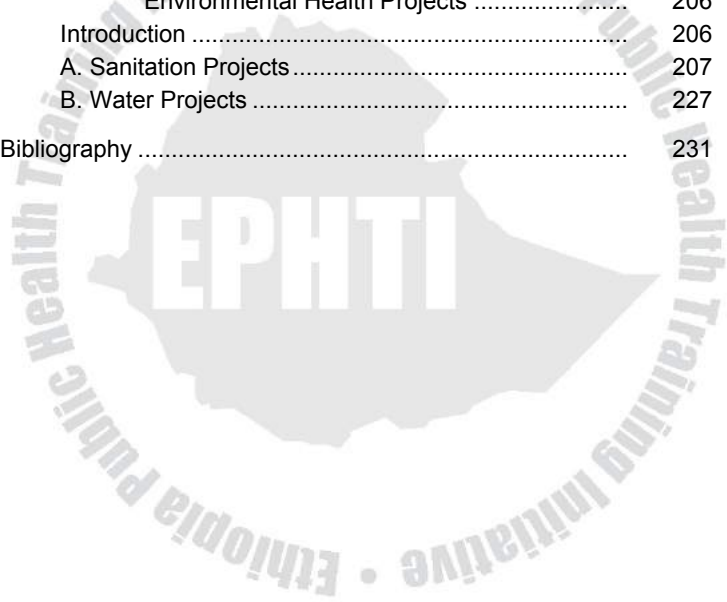 Environmental Health Projects ....................... 206
Introduction ................................................................. 206
A. Sanitation Projects .................................................. 207
B. Water Projects ........................................................ 227
Bibliography ......................................................................... 231
EPHTI
Ethiopia Public Health Training Initiative •